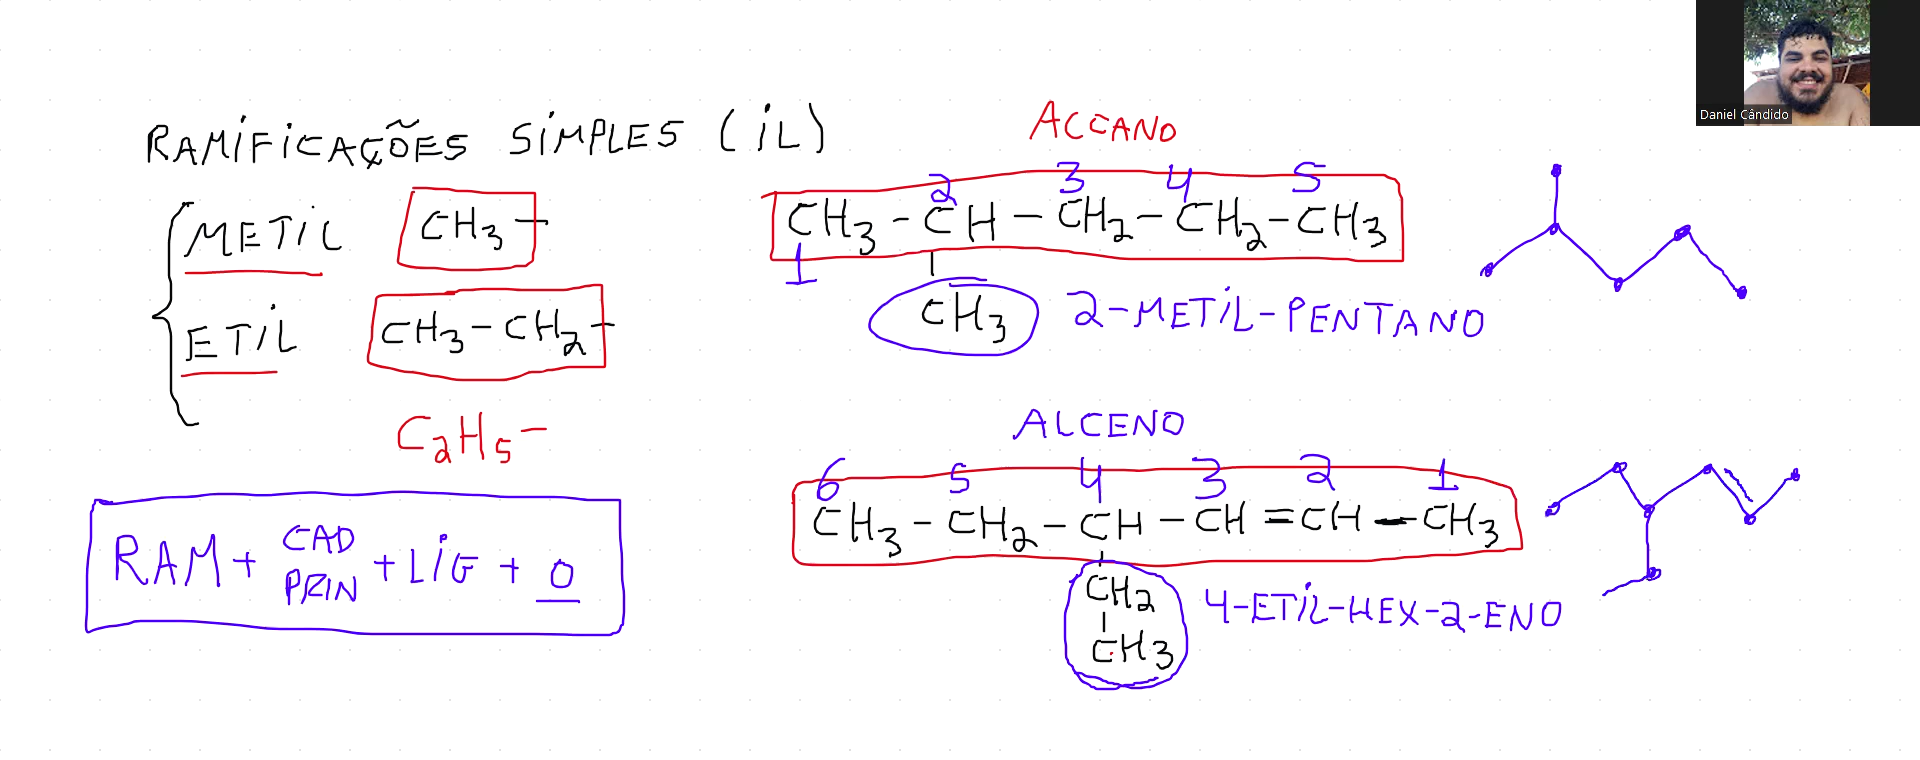 Daniel Cândido
RAMIFICAÇÕES SIMPLES (IL)
METIL CH3 -
ETIL CH3 - CH2 -
C2H5 -
RAM + CAD PRIN + LIG + O
ALCANO
2 3 4 5
CH3 - CH - CH2 - CH2 - CH3
1
CH3
2-METIL-PENTANO
ALCENO
6 5 4 3 2 1
CH3 - CH2 - CH - CH = CH - CH3
CH2
CH3
4-ETIL-HEX-2-ENO